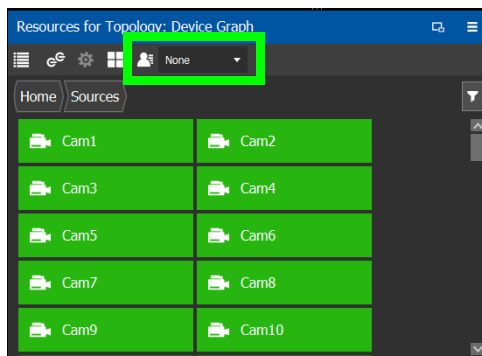 Resources for Topology: Device Graph
None
Home Sources
Cam1 Cam2
Cam3 Cam4
Cam5 Cam6
Cam7 Cam8
Cam9 Cam10